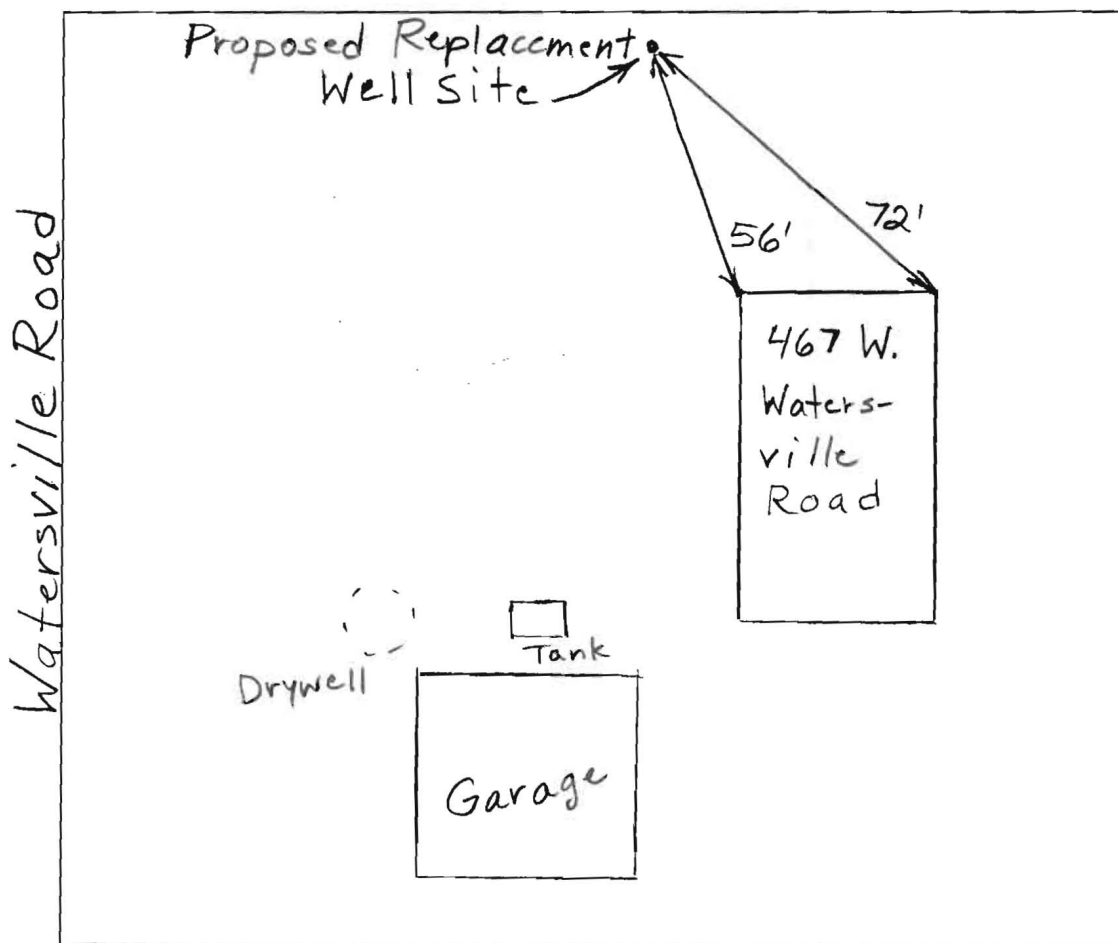 Proposed Replacement
Well Site
Watersville Road
56'
72'
467 W.
Waters-
ville
Road
Drywell
Tank
Garage